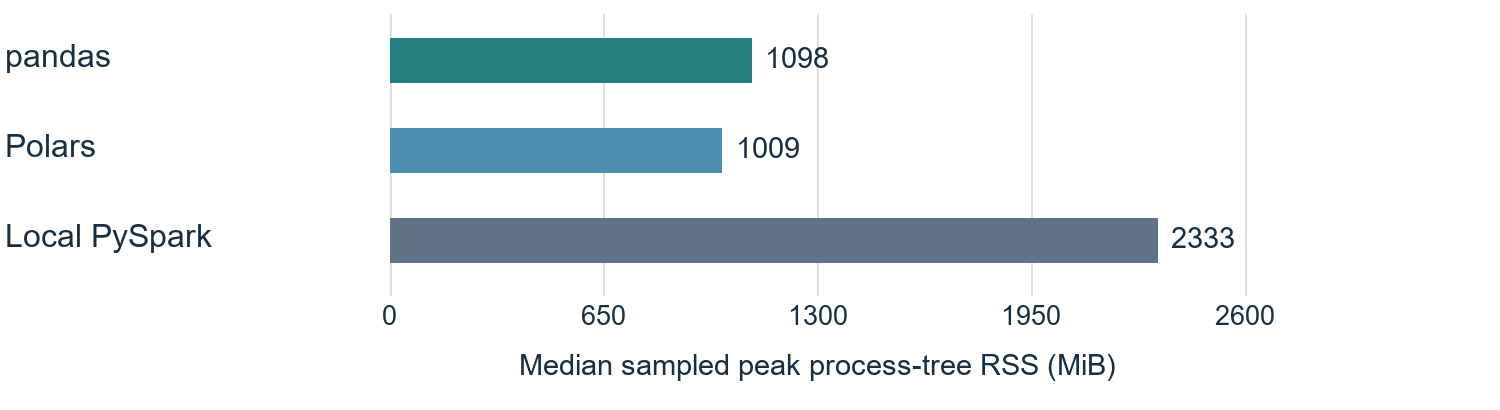 pandas 1098
Polars 1009
Local PySpark 2333
0 650 1300 1950 2600
Median sampled peak process-tree RSS (MiB)